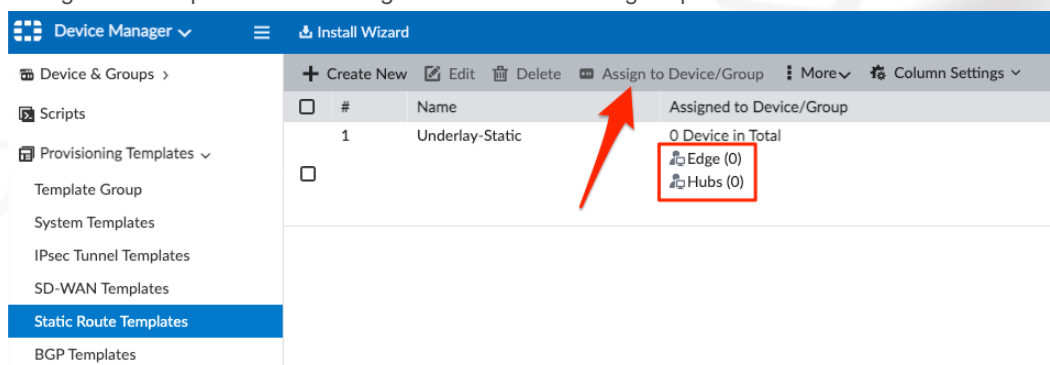 Device Manager
Install Wizard
Device & Groups >
Create New Edit Delete Assign to Device/Group More Column Settings
Scripts
# Name Assigned to Device/Group
1 Underlay-Static 0 Device in Total
Provisioning Templates
Edge (0)
Hubs (0)
Template Group
System Templates
IPsec Tunnel Templates
SD-WAN Templates
Static Route Templates
BGP Templates